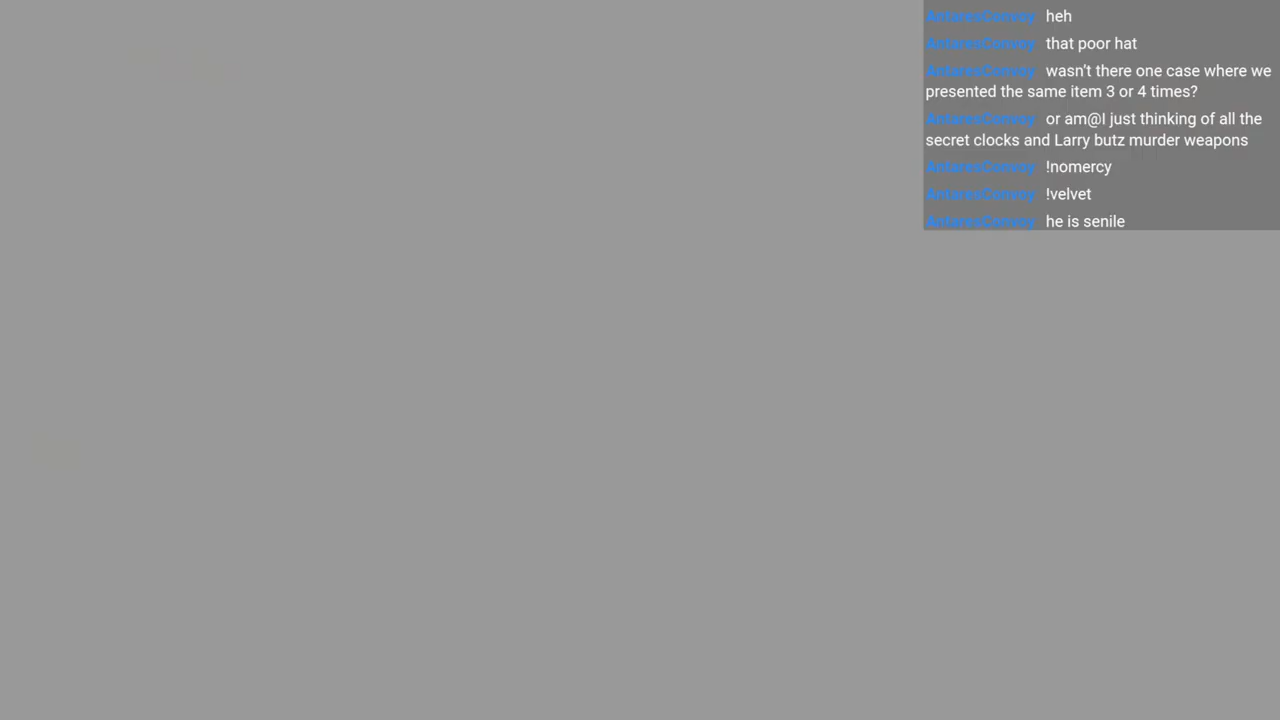 AntaresConvoy heh
AntaresConvoy that poor hat
AntaresConvoy wasn't there one case where we
presented the same item 3 or 4 times?
AntaresConvoy or am@I just thinking of all the
secret clocks and Larry butz murder weapons
AntaresConvoy !nomercy
AntaresConvoy !velvet
AntaresConvoy he is senile